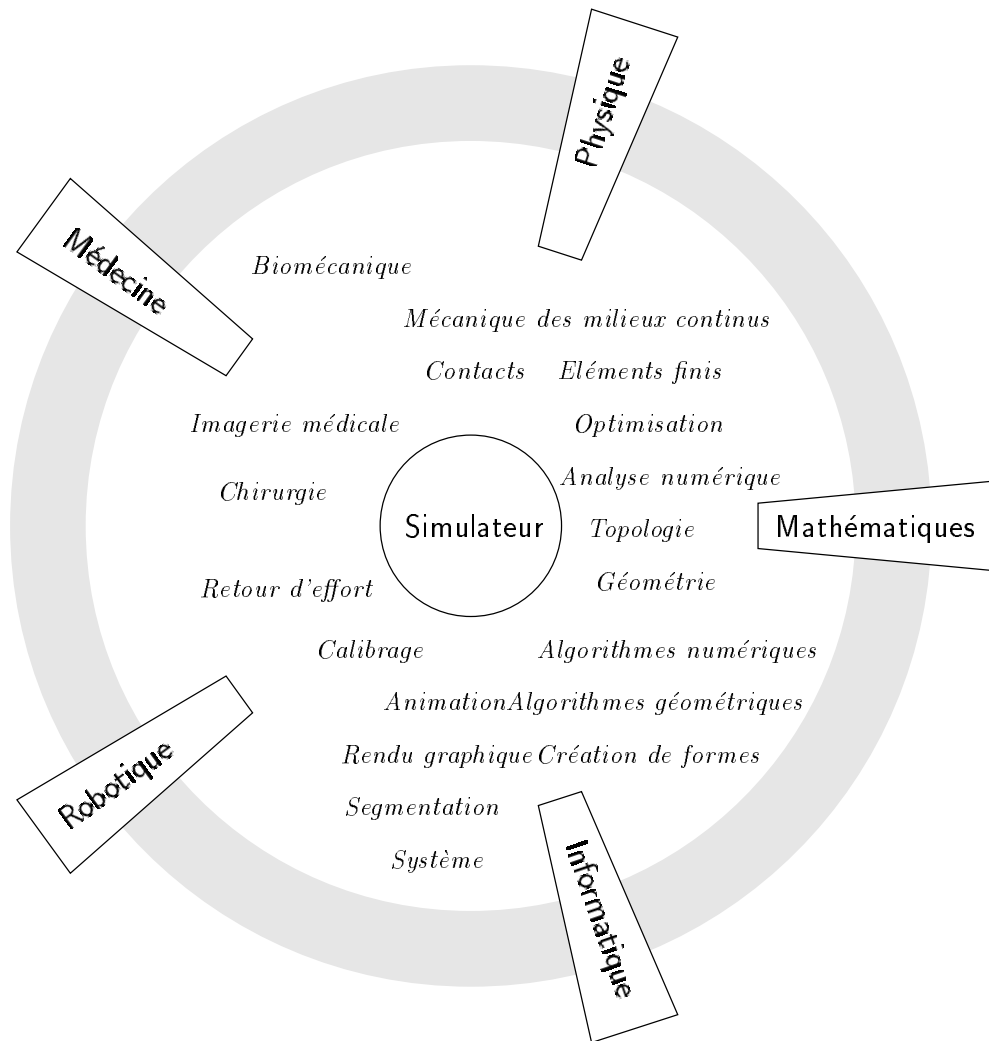 Physique
Médecine
Biomécanique
Mécanique des milieux continus
Contacts
Eléments finis
Imagerie médicale
Optimisation
Analyse numérique
Chirurgie
Simulateur
Topologie
Mathématiques
Géométrie
Retour d'effort
Calibrage
Algorithmes numériques
Animation
Algorithmes géométriques
Rendu graphique
Création de formes
Robotique
Segmentation
Système
Informatique